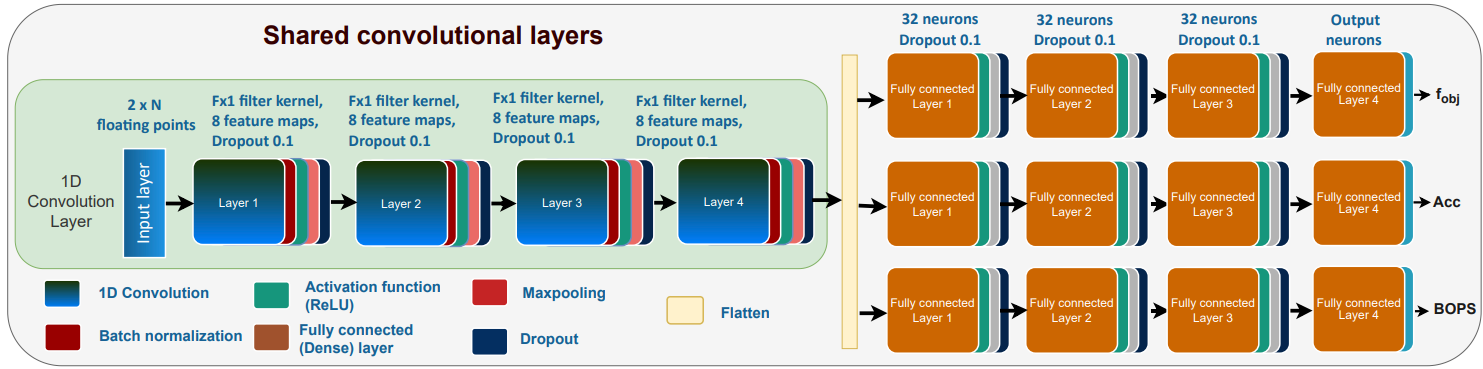 Shared convolutional layers
2 x N
floating points
Fx1 filter kernel,
8 feature maps,
Dropout 0.1
Fx1 filter kernel,
8 feature maps,
Dropout 0.1
Fx1 filter kernel,
8 feature maps,
Dropout 0.1
Fx1 filter kernel,
8 feature maps,
Dropout 0.1
1D
Convolution
Layer
Input layer
Layer 1
Layer 2
Layer 3
Layer 4
1D Convolution
Activation function
(ReLU)
Maxpooling
Flatten
Batch normalization
Fully connected
(Dense) layer
Dropout
32 neurons
Dropout 0.1
32 neurons
Dropout 0.1
32 neurons
Dropout 0.1
Output
neurons
Fully connected
Layer 1
Fully connected
Layer 2
Fully connected
Layer 3
Fully connected
Layer 4
fobj
Fully connected
Layer 1
Fully connected
Layer 2
Fully connected
Layer 3
Fully connected
Layer 4
Acc
Fully connected
Layer 1
Fully connected
Layer 2
Fully connected
Layer 3
Fully connected
Layer 4
BOPS